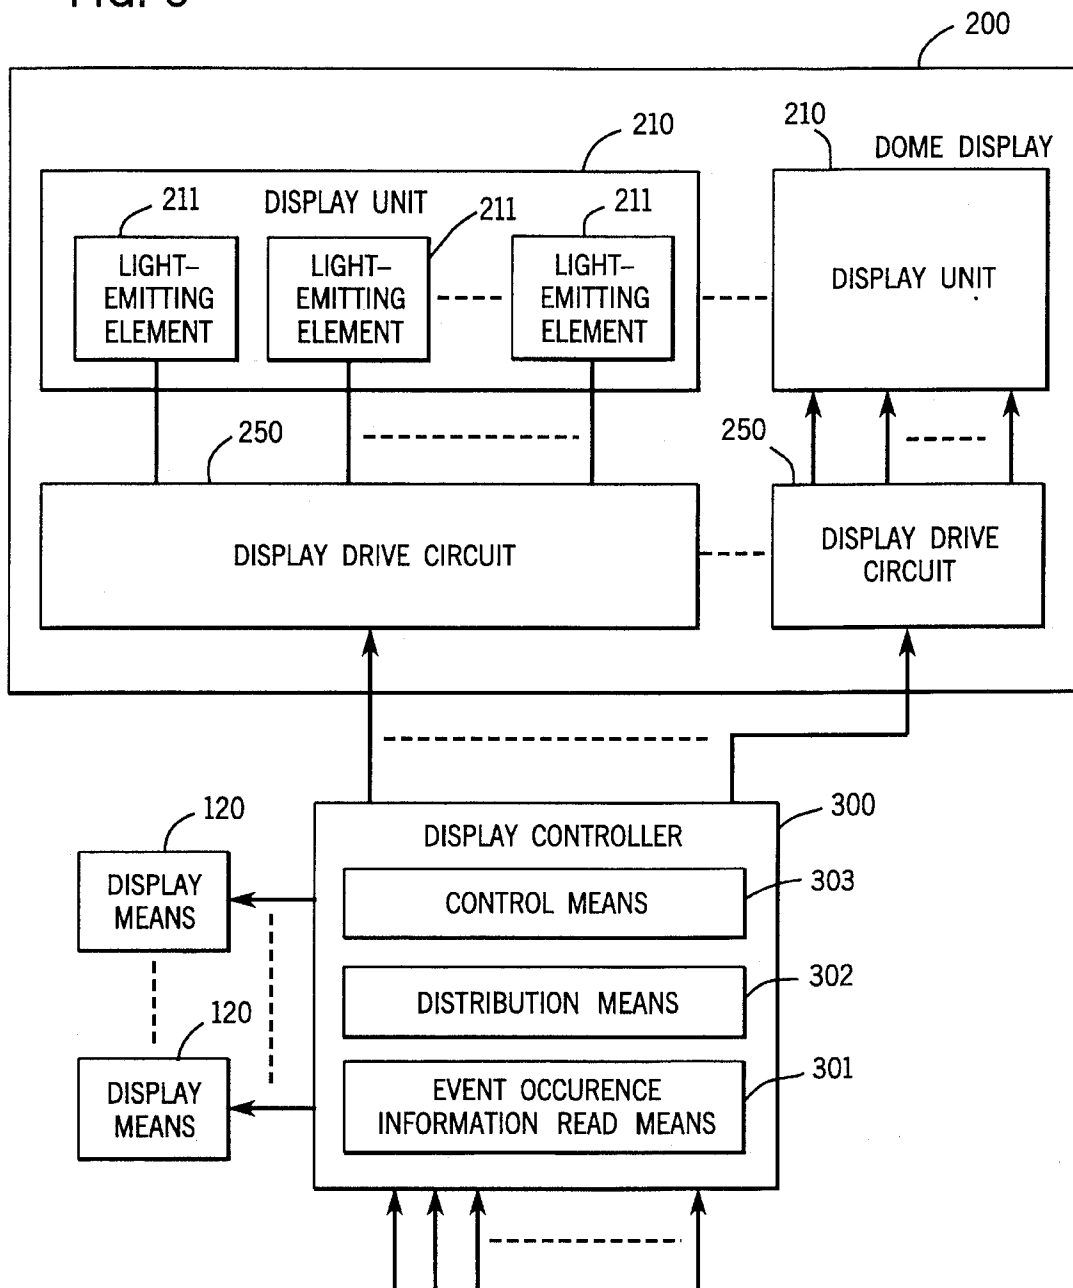 200
210
210
DOME DISPLAY
211
DISPLAY UNIT
211
211
LIGHT-
EMITTING
ELEMENT
LIGHT-
EMITTING
ELEMENT
LIGHT-
EMITTING
ELEMENT
DISPLAY UNIT
250
250
DISPLAY DRIVE CIRCUIT
DISPLAY DRIVE
CIRCUIT
120
300
DISPLAY CONTROLLER
DISPLAY
MEANS
303
CONTROL MEANS
302
DISTRIBUTION MEANS
120
DISPLAY
MEANS
301
EVENT OCCURENCE
INFORMATION READ MEANS